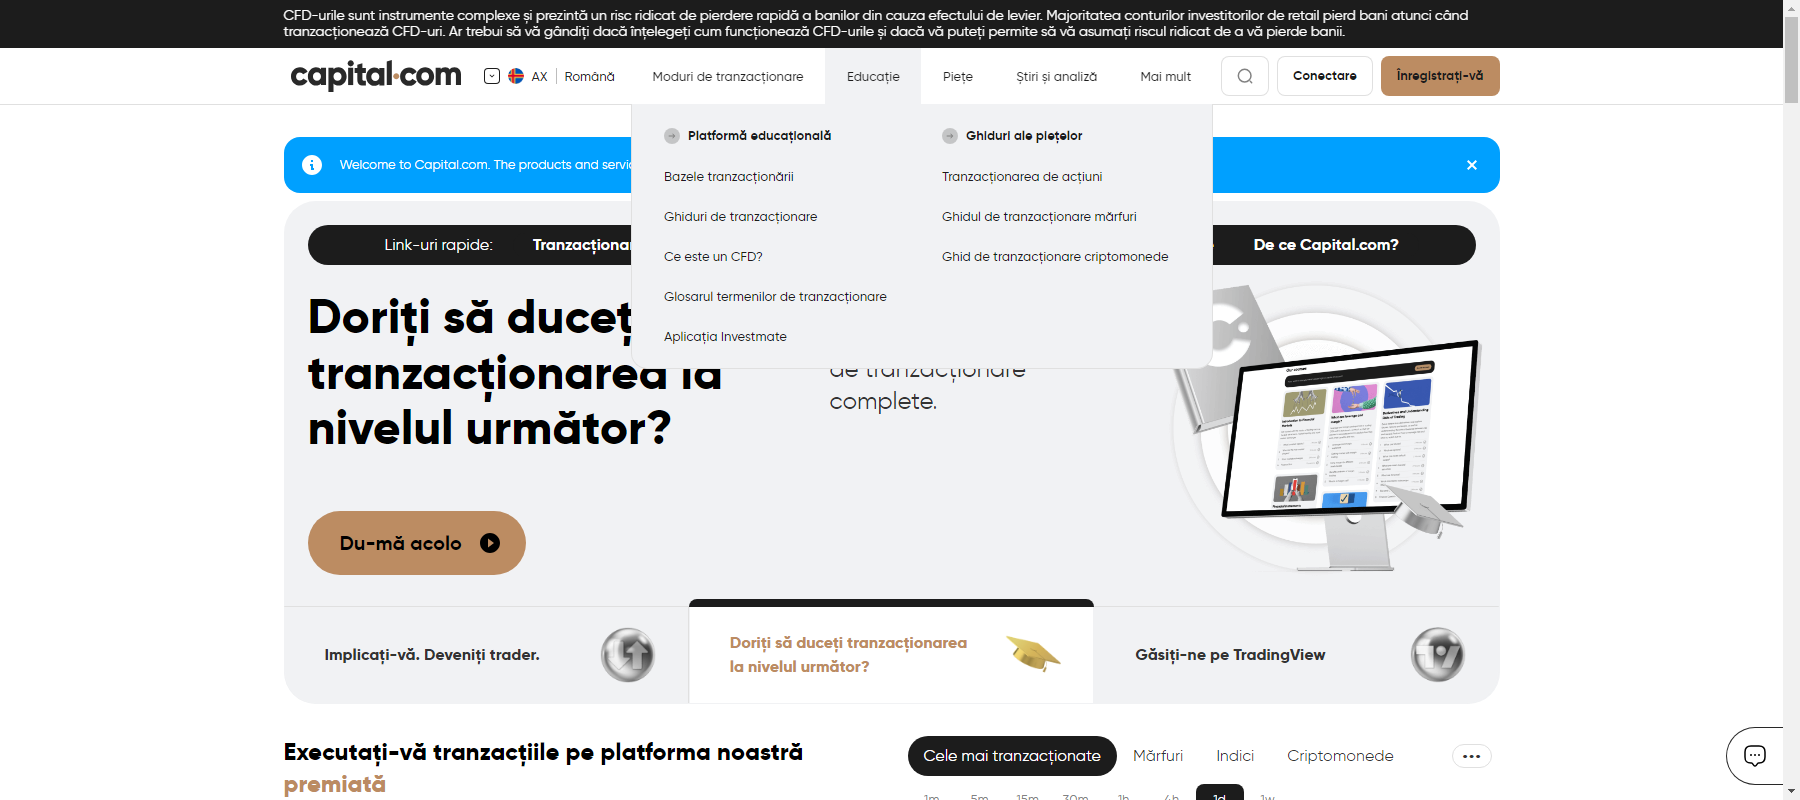 CFD-urile sunt instrumente complexe și prezintă un risc ridicat de pierdere rapidă a banilor din cauza efectului de levier. Majoritatea conturilor investitorilor de retail pierd bani atunci când
tranzacționează CFD-uri. Ar trebui să vă gândiți dacă înțelegeți cum funcționează CFD-urile și dacă vă puteți permite să vă asumați riscul ridicat de a vă pierde banii.
capital.com AX Română Moduri de tranzacționare Educație Piețe Știri și analiză Mai mult Conectare Înregistrați-vă
Platformă educațională
Bazele tranzacționării
Ghiduri de tranzacționare
Ce este un CFD?
Glosarul termenilor de tranzacționare
Aplicația Investmate
Ghiduri ale piețelor
Tranzacționarea de acțiuni
Ghidul de tranzacționare mărfuri
Ghid de tranzacționare criptomonede
Welcome to Capital.com. The products and
Link-uri rapide: De ce Capital.com?
Doriți să
tranzacționarea la
nivelul următor?
de tranzacționare
complete.
Du-mă acolo
Implicați-vă. Deveniți trader.
Doriți să duceți tranzacționarea
la nivelul următor?
Găsiți-ne pe TradingView
Executați-vă tranzacțiile pe platforma noastră
premiată
Cele mai tranzacționate Mărfuri Indici Criptomonede
1m 5m 15m 30m 1h 4h 1d 1w